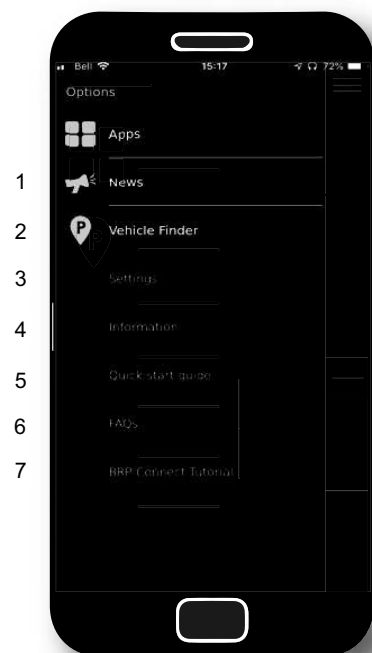 Bell 15:17 72%
Options
Apps
1 News
2 P Vehicle Finder
3 Settings
4 Information
5 Quick start guide
6 FAQs
7 BRP Connect Tutorial